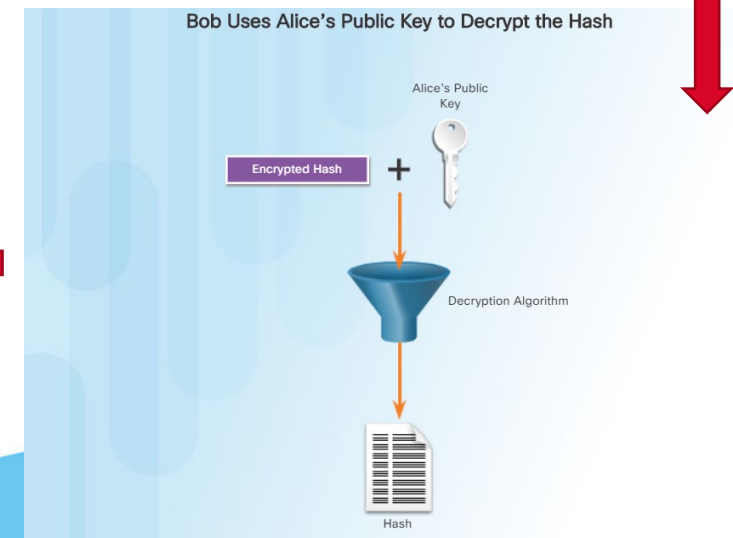 Bob Uses Alice's Public Key to Decrypt the Hash
Alice's Public
Key
Encrypted Hash
+
Decryption Algorithm
Hash